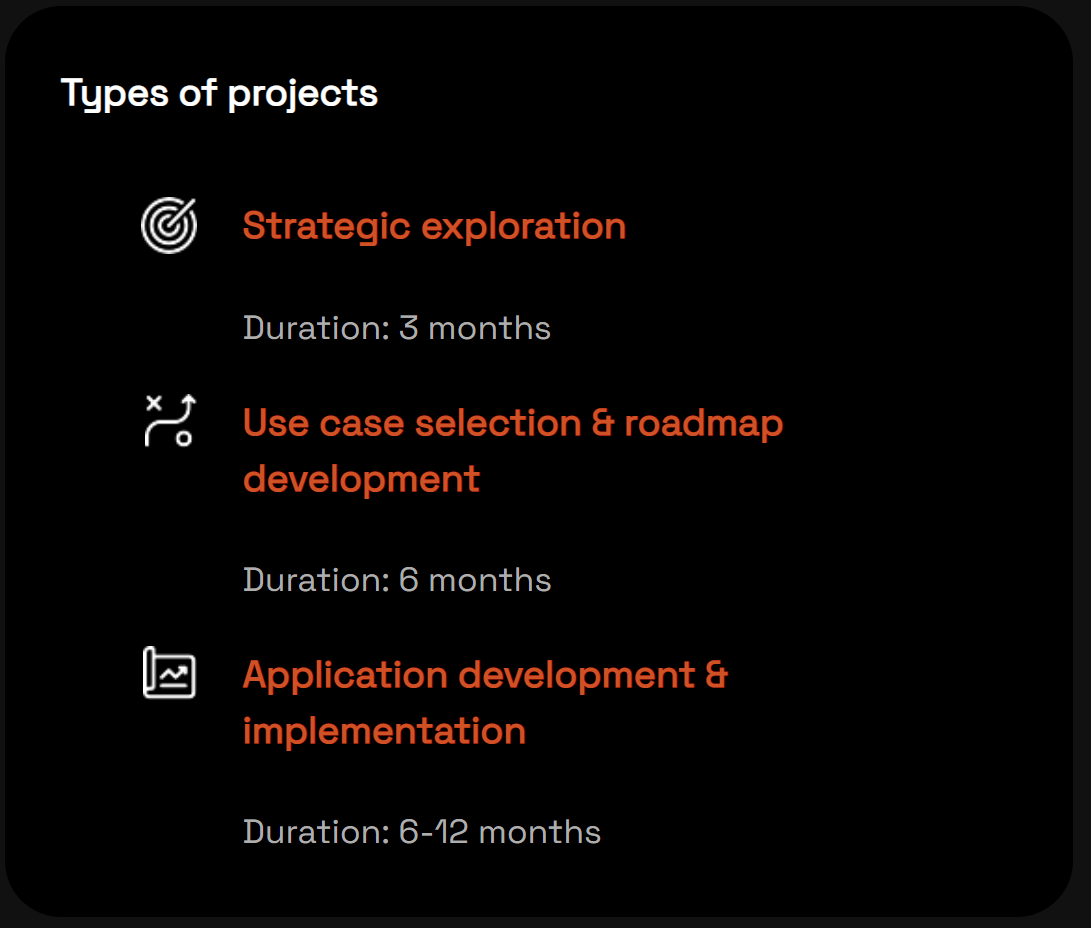 Types of projects
Strategic exploration
Duration: 3 months
Use case selection & roadmap
development
Duration: 6 months
Application development &
implementation
Duration: 6-12 months